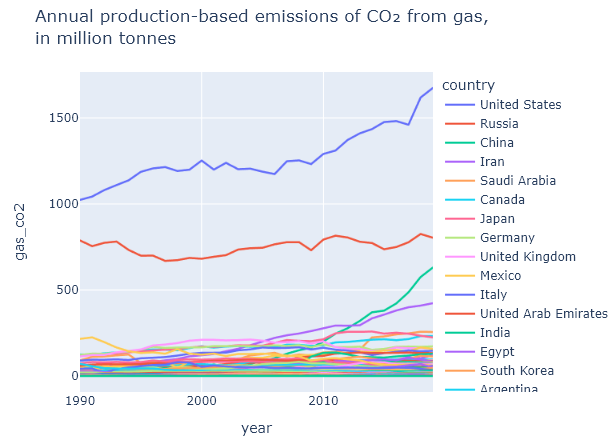 Annual production-based emissions of CO₂ from gas,
in million tonnes
country
United States
Russia
China
Iran
Saudi Arabia
Canada
Japan
Germany
United Kingdom
Mexico
Italy
United Arab Emirates
India
Egypt
South Korea
Argentina
1500
1000
500
0
gas_co2
1990
2000
2010
year